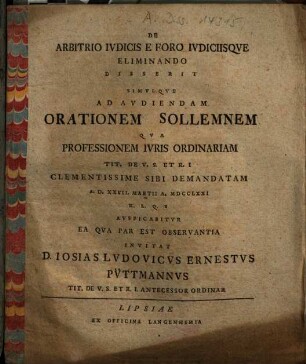 DE
ARBITRIO IVDICIS E FORO IVDICIISQVE
ELIMINANDO
DISSERIT
SIMVLQVE
AD AVDIENDAM
ORATIONEM SOLLEMNEM
QVA
PROFESSIONEM IVRIS ORDINARIAM
TIT. DE V. S. ET R. I
CLEMENTISSIME SIBI DEMANDATAM
A. D. XXVII. MARTII A. MDCCLXXI
H. L. Q. S
AVSPICABITVR
EA QVA PAR EST OBSERVANTIA
INVITAT
D. IOSIAS LVDOVICVS ERNESTVS
PVTTMANNVS
TIT. DE V. S. ET R. I. ANTECESSOR ORDINAR
LIPSIAE
EX OFFICINA LANGENHEMIA